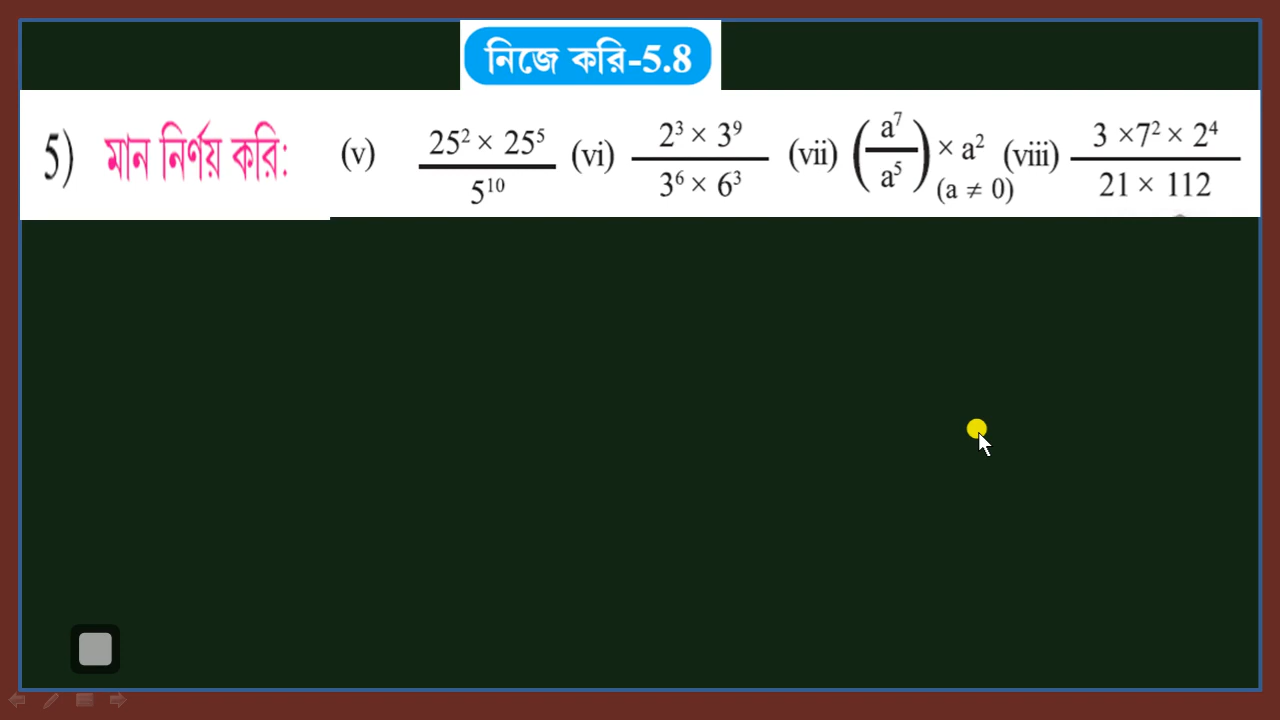 নিজে করি-5.8
5) মান নির্ণয় করি: (v) 25² × 25⁵ / 5¹⁰ (vi) 2³ × 3⁹ / 3⁶ × 6³ (vii) (a⁷ / a⁵) × a² (a ≠ 0) (viii) 3 ×7² × 2⁴ / 21 × 112